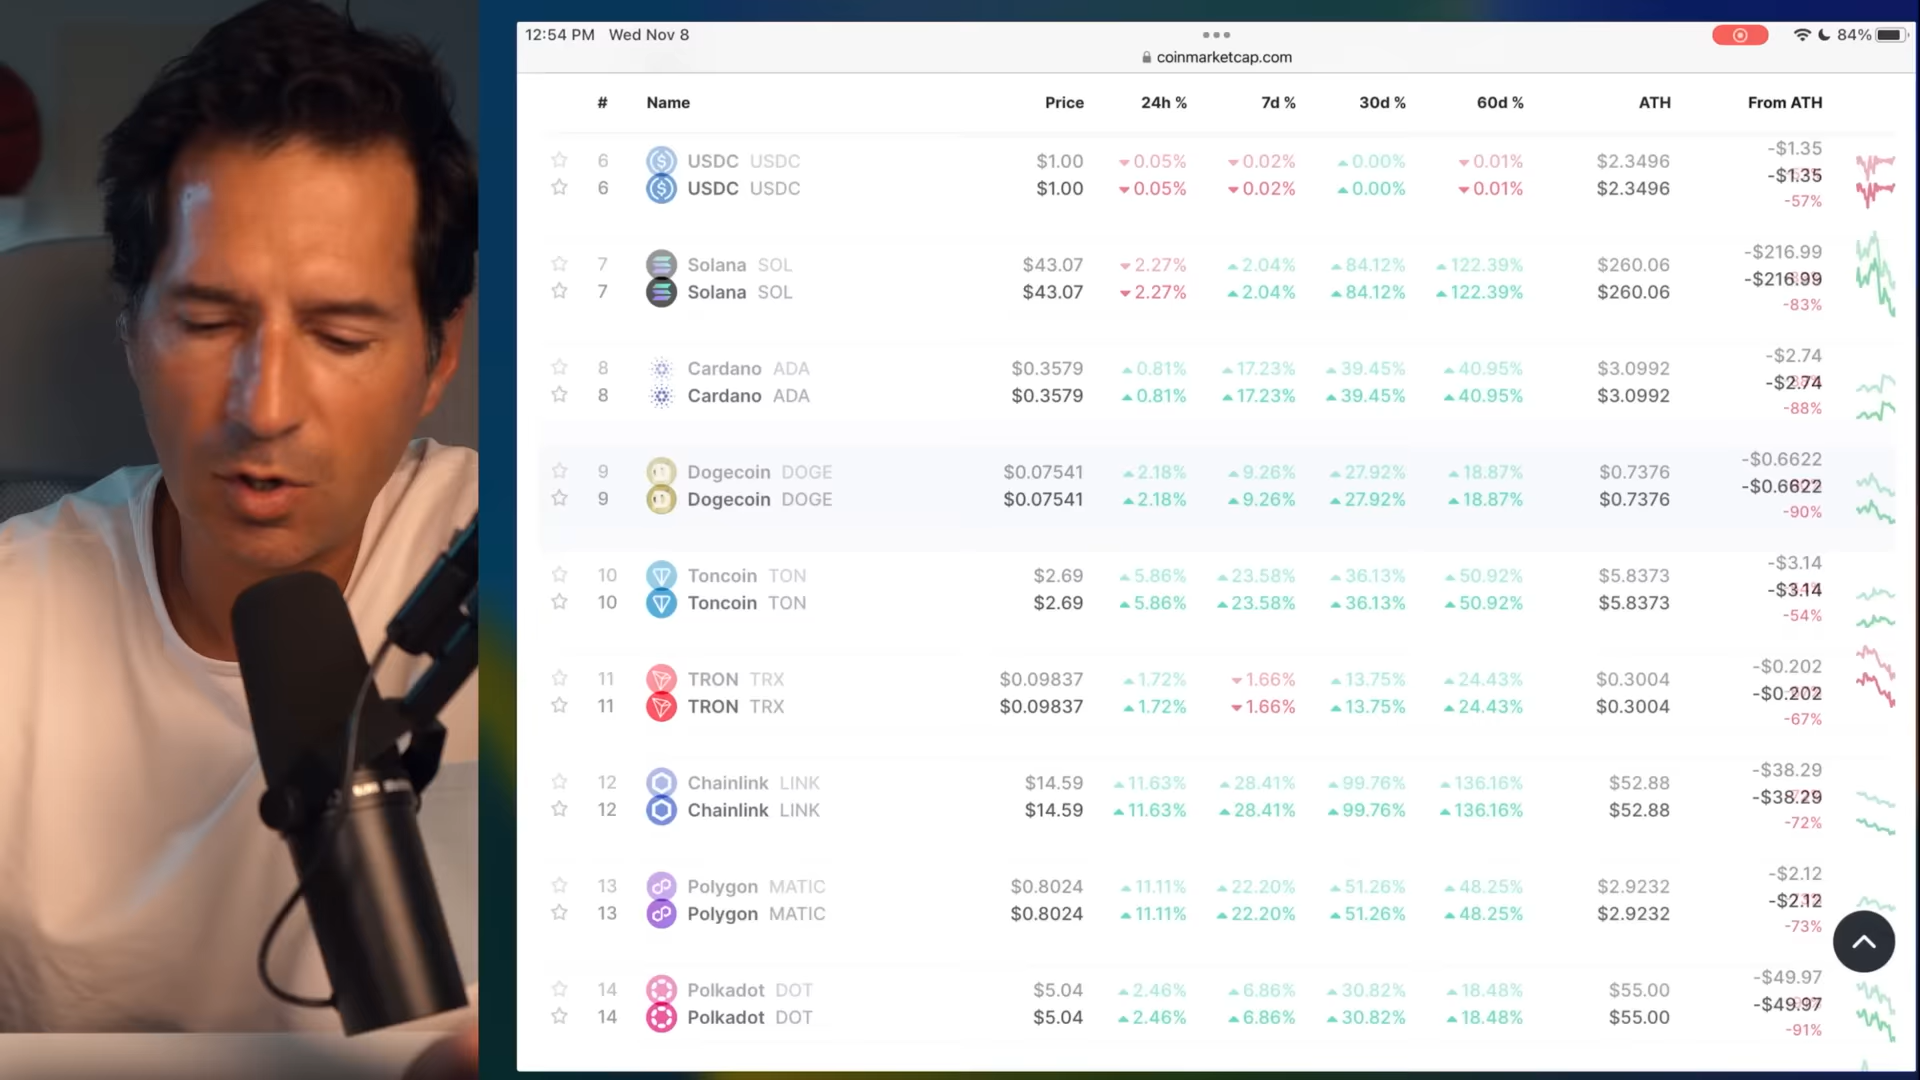 12:54 PM Wed Nov 8
84%
coinmarketcap.com
# Name Price 24h % 7d % 30d % 60d % ATH From ATH
6 USDC USDC $1.00 0.05% 0.02% 0.00% 0.01% $2.3496 -$1.35
6 USDC USDC $1.00 0.05% 0.02% 0.00% 0.01% $2.3496 -$1.35
-57%
7 Solana SOL $43.07 2.27% 2.04% 84.12% 122.39% $260.06 -$216.99
7 Solana SOL $43.07 2.27% 2.04% 84.12% 122.39% $260.06 -$216.99
-83%
8 Cardano ADA $0.3579 0.81% 17.23% 39.45% 40.95% $3.0992 -$2.74
8 Cardano ADA $0.3579 0.81% 17.23% 39.45% 40.95% $3.0992 -$2.74
-88%
9 Dogecoin DOGE $0.07541 2.18% 9.26% 27.92% 18.87% $0.7376 -$0.6622
9 Dogecoin DOGE $0.07541 2.18% 9.26% 27.92% 18.87% $0.7376 -$0.6622
-90%
10 Toncoin TON $2.69 5.86% 23.58% 36.13% 50.92% $5.8373 -$3.14
10 Toncoin TON $2.69 5.86% 23.58% 36.13% 50.92% $5.8373 -$3.14
-54%
11 TRON TRX $0.09837 1.72% 1.66% 13.75% 24.43% $0.3004 -$0.202
11 TRON TRX $0.09837 1.72% 1.66% 13.75% 24.43% $0.3004 -$0.202
-67%
12 Chainlink LINK $14.59 11.63% 28.41% 99.76% 136.16% $52.88 -$38.29
12 Chainlink LINK $14.59 11.63% 28.41% 99.76% 136.16% $52.88 -$38.29
-72%
13 Polygon MATIC $0.8024 11.11% 22.20% 51.26% 48.25% $2.9232 -$2.12
13 Polygon MATIC $0.8024 11.11% 22.20% 51.26% 48.25% $2.9232 -$2.12
-73%
14 Polkadot DOT $5.04 2.46% 6.86% 30.82% 18.48% $55.00 -$49.97
14 Polkadot DOT $5.04 2.46% 6.86% 30.82% 18.48% $55.00 -$49.97
-91%